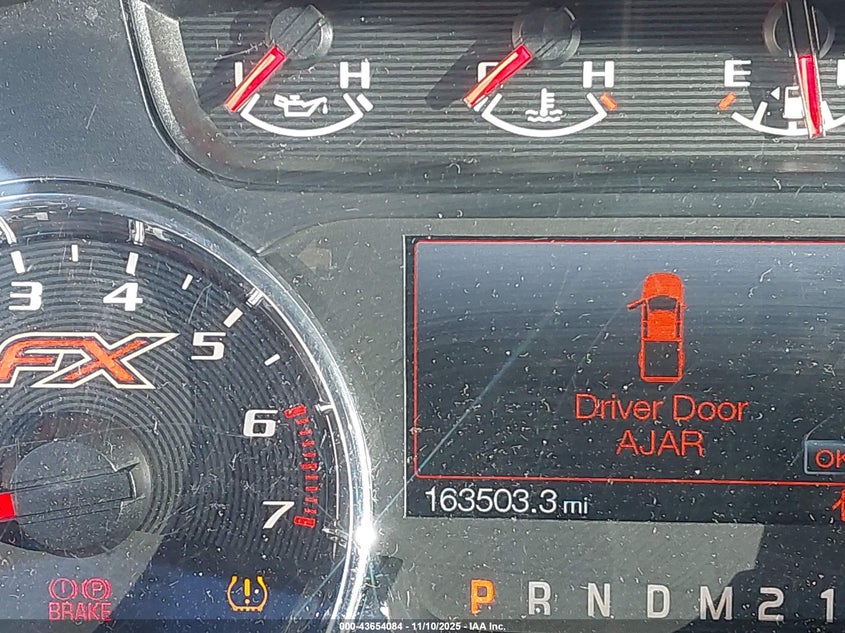 H H E
3 4 5 6 7
FX
Driver Door
AJAR
OK
163503.3 mi
BRAKE
P R N D M 2 1
000-43654084 - 11/10/2025 - IAA Inc.